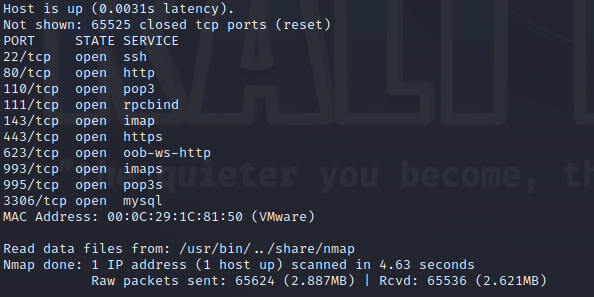 Host is up (0.0031s latency).
Not shown: 65525 closed tcp ports (reset)
PORT     STATE SERVICE
22/tcp   open  ssh
80/tcp   open  http
110/tcp  open  pop3
111/tcp  open  rpcbind
143/tcp  open  imap
443/tcp  open  https
623/tcp  open  oob-ws-http
993/tcp  open  imaps
995/tcp  open  pop3s
3306/tcp open  mysql
MAC Address: 00:0C:29:1C:81:50 (VMware)
Read data files from: /usr/bin/../share/nmap
Nmap done: 1 IP address (1 host up) scanned in 4.63 seconds
Raw packets sent: 65624 (2.887MB) | Rcvd: 65536 (2.621MB)
KALI
quieter you become, th